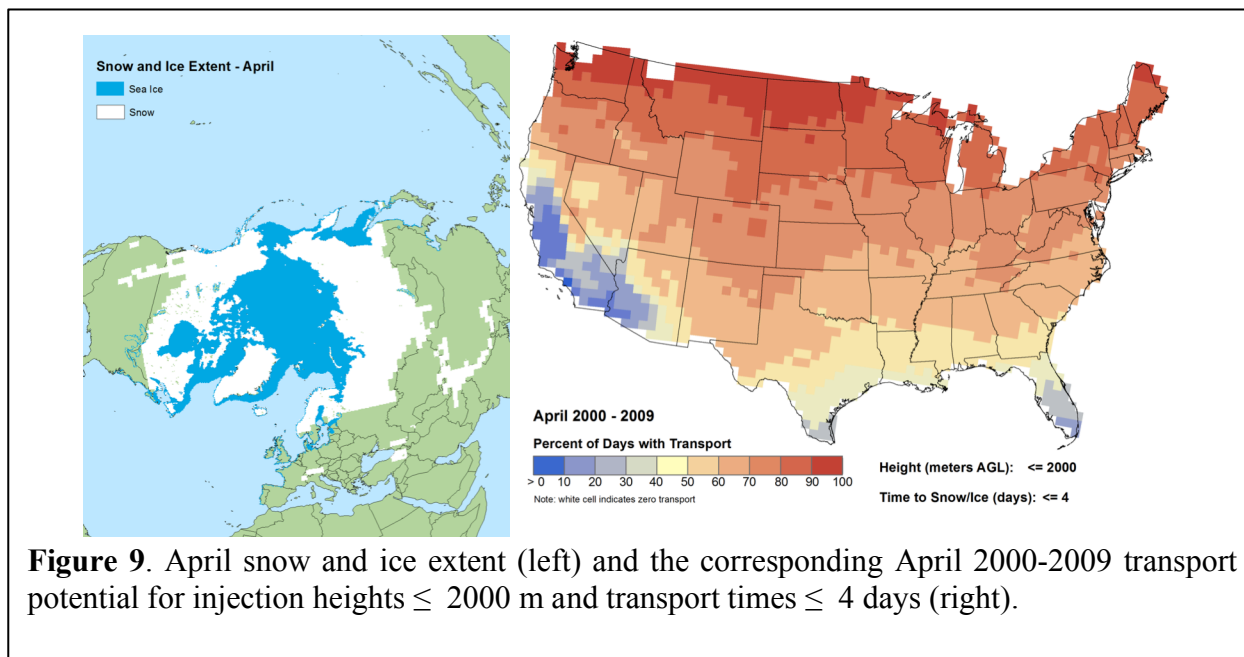 Snow and Ice Extent - April
Sea Ice
Snow
April 2000 - 2009
Percent of Days with Transport
> 0 10 20 30 40 50 60 70 80 90 100
Note: white cell indicates zero transport
Height (meters AGL): <= 2000
Time to Snow/Ice (days): <= 4
Figure 9. April snow and ice extent (left) and the corresponding April 2000-2009 transport
potential for injection heights ≤ 2000 m and transport times ≤ 4 days (right).